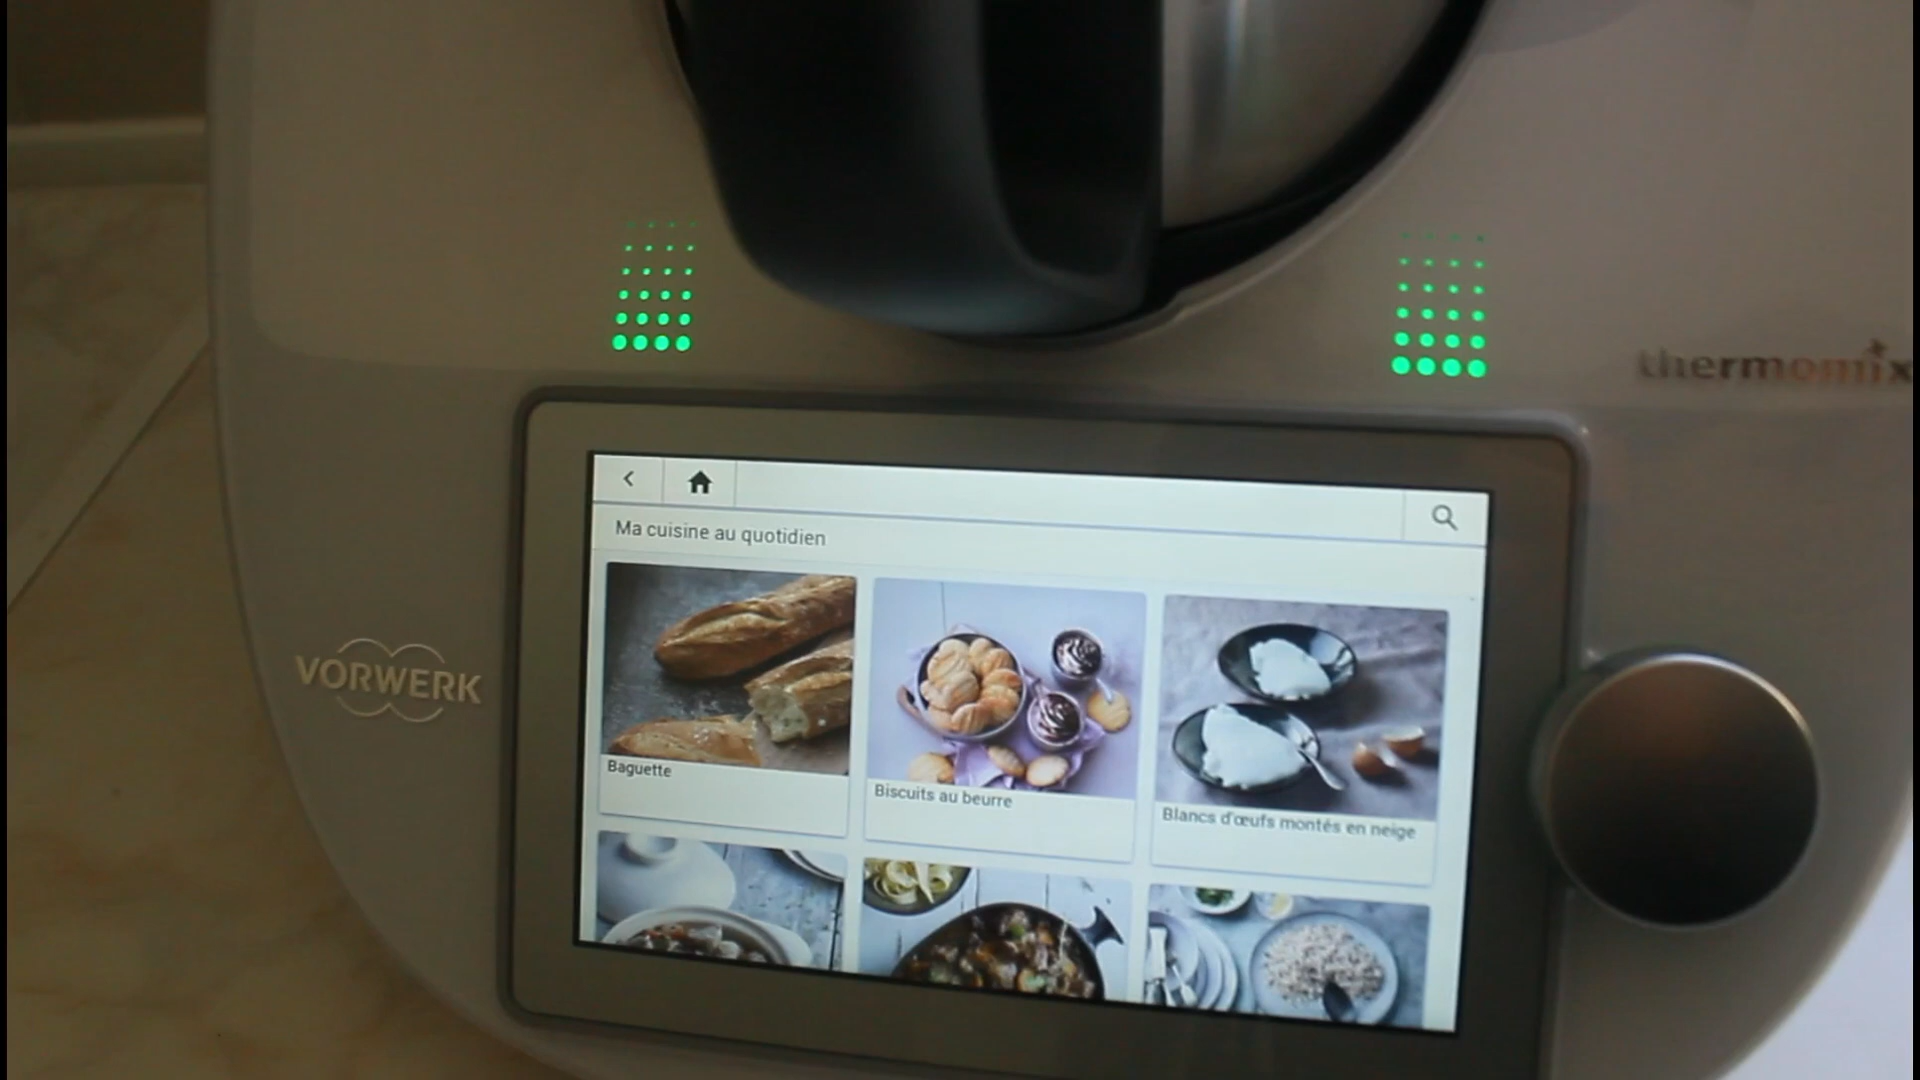 thermomix
VORWERK
Ma cuisine au quotidien
Baguette
Biscuits au beurre
Blancs d'œufs montés en neige